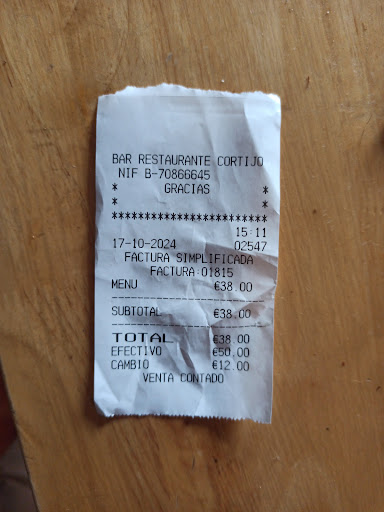 BAR RESTAURANTE CORTIJO
NIF B-70866645
* GRACIAS *
* *
************************
15:11
17-10-2024 02547
FACTURA SIMPLIFICADA
FACTURA:01815
MENU €38.00
SUBTOTAL €38.00
TOTAL €38.00
EFECTIVO €50.00
CAMBIO €12.00
VENTA CONTADO